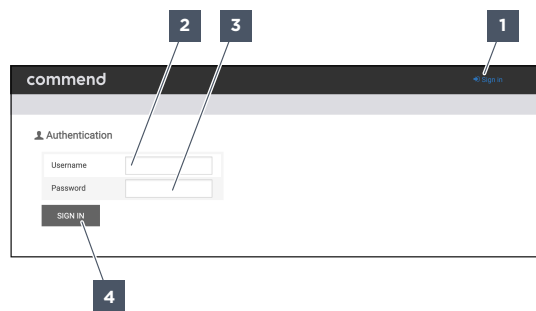 2 3 1
commend
Sign in
Authentication
Username
Password
SIGN IN
4